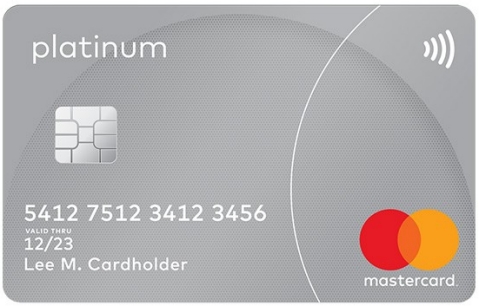 platinum
5412 7512 3412 3456
VALID THRU
12/23
Lee M. Cardholder
mastercard.